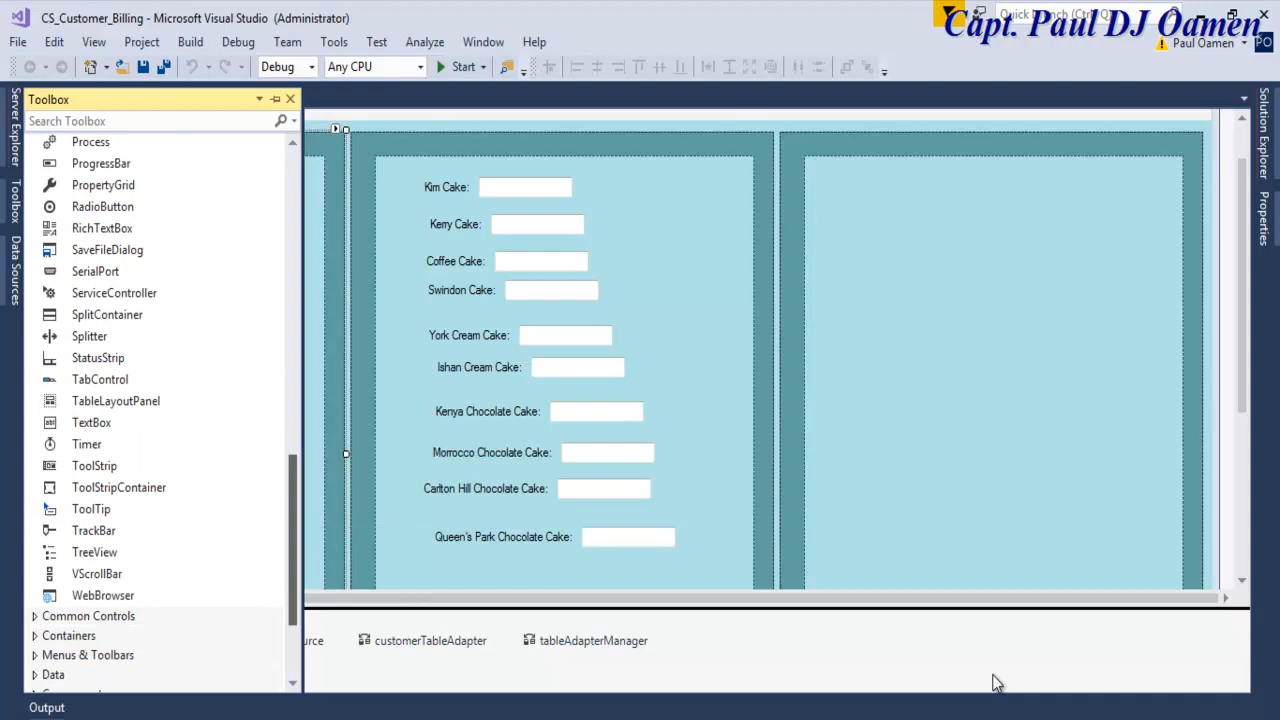 CS_Customer_Billing - Microsoft Visual Studio (Administrator)
Quick Launch (Ctrl+Q)
Capt. Paul DJ Oamen
File Edit View Project Build Debug Team Tools Test Analyze Window Help
Paul Oamen PO
Debug Any CPU Start
Toolbox
Search Toolbox
Server Explorer
Toolbox
Data Sources
Process
ProgressBar
PropertyGrid
RadioButton
RichTextBox
SaveFileDialog
SerialPort
ServiceController
SplitContainer
Splitter
StatusStrip
TabControl
TableLayoutPanel
TextBox
Timer
ToolStrip
ToolStripContainer
ToolTip
TrackBar
TreeView
VScrollBar
WebBrowser
Common Controls
Containers
Menus & Toolbars
Data
Kim Cake:
Kerry Cake:
Coffee Cake:
Swindon Cake:
York Cream Cake:
Ishan Cream Cake:
Kenya Chocolate Cake:
Morrocco Chocolate Cake:
Carlton Hill Chocolate Cake:
Queen's Park Chocolate Cake:
urce customerTableAdapter tableAdapterManager
Solution Explorer
Properties
Output